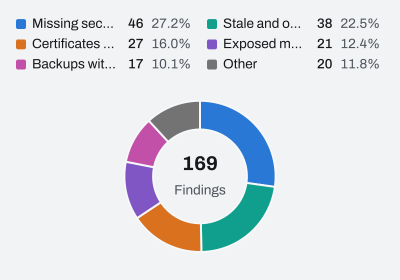 Missing sec... 46 27.2% Stale and o... 38 22.5%
Certificates ... 27 16.0% Exposed m... 21 12.4%
Backups wit... 17 10.1% Other 20 11.8%
169
Findings